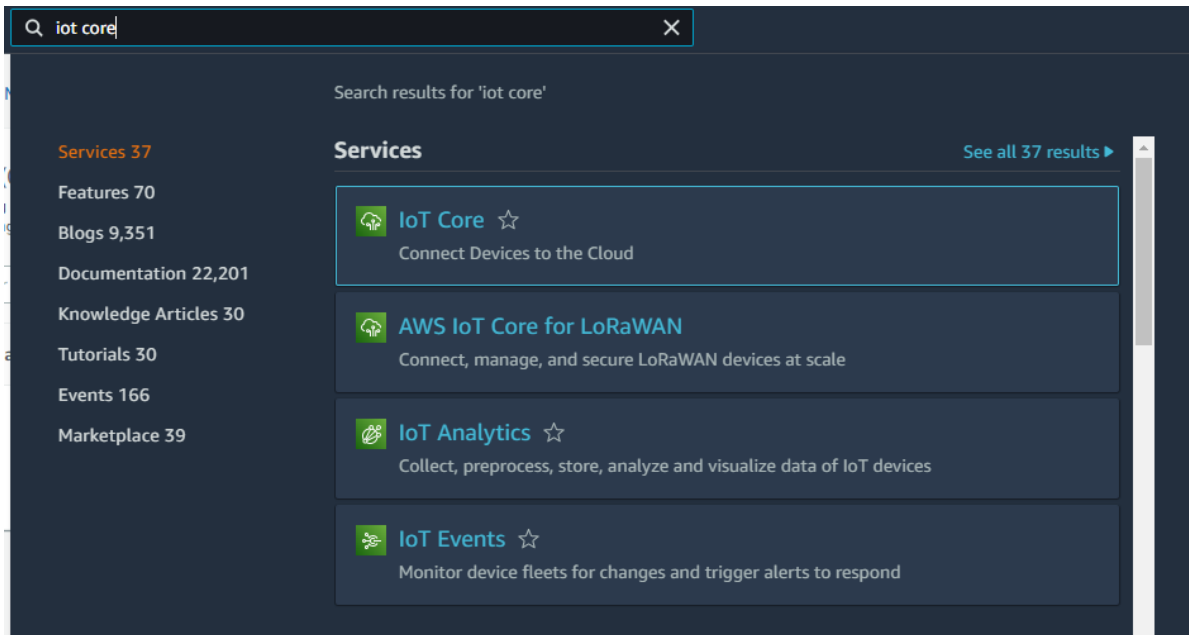 iot core
Search results for 'iot core'
Services 37
Features 70
Blogs 9,351
Documentation 22,201
Knowledge Articles 30
Tutorials 30
Events 166
Marketplace 39
Services
See all 37 results
IoT Core
Connect Devices to the Cloud
AWS IoT Core for LoRaWAN
Connect, manage, and secure LoRaWAN devices at scale
IoT Analytics
Collect, preprocess, store, analyze and visualize data of IoT devices
IoT Events
Monitor device fleets for changes and trigger alerts to respond